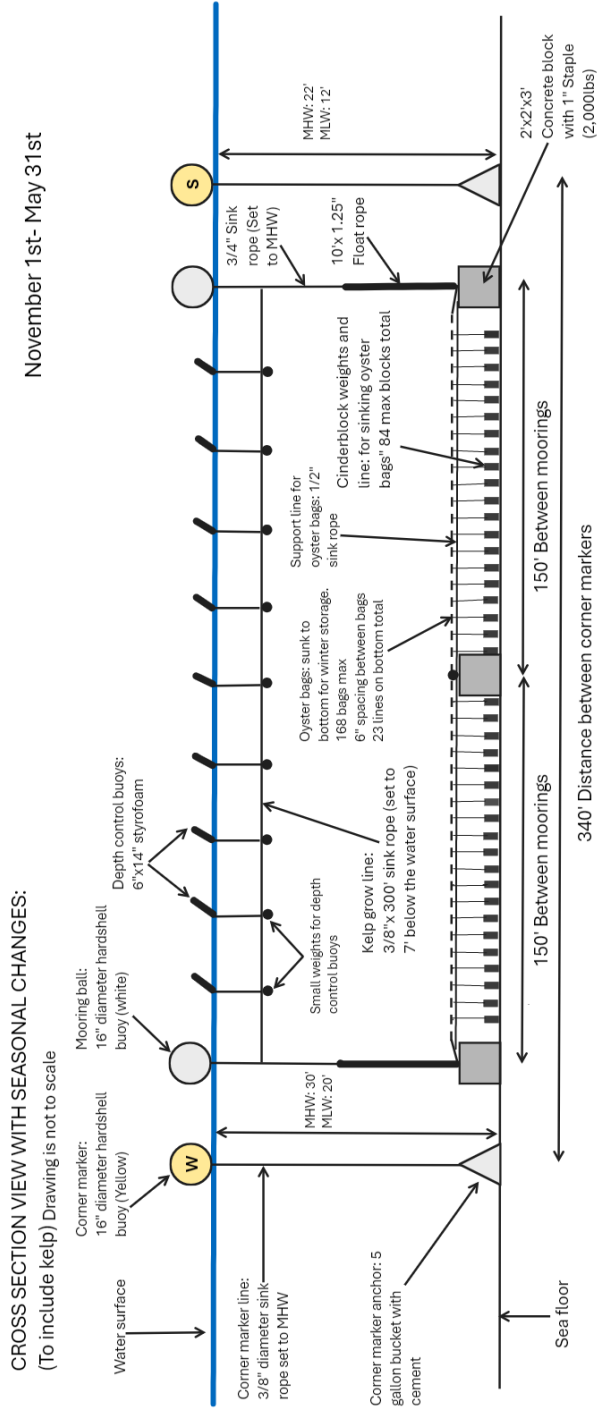 CROSS SECTION VIEW WITH SEASONAL CHANGES:
(To include kelp) Drawing is not to scale
November 1st- May 31st
Water surface
Corner marker:
16" diameter hardshell
buoy (Yellow)
Mooring ball:
16" diameter hardshell
buoy (white)
Depth control buoys:
6"x14" styrofoam
W
S
Corner marker line:
3/8" diameter sink
rope set to MHW
MHW: 30'
MLW: 20'
Small weights for depth
control buoys
Kelp grow line:
3/8"x 300' sink rope (set to
7' below the water surface)
Oyster bags: sunk to
bottom for winter storage.
168 bags max
6" spacing between bags
23 lines on bottom total
Support line for
oyster bags: 1/2"
sink rope
Cinderblock weights and
line: for sinking oyster
bags" 84 max blocks total
3/4" Sink
rope (Set
to MHW)
10'x 1.25"
Float rope
MHW: 22'
MLW: 12'
Corner marker anchor: 5
gallon bucket with
cement
2'x2'x3'
Concrete block
with 1" Staple
(2,000lbs)
Sea floor
150' Between moorings
150' Between moorings
340' Distance between corner markers